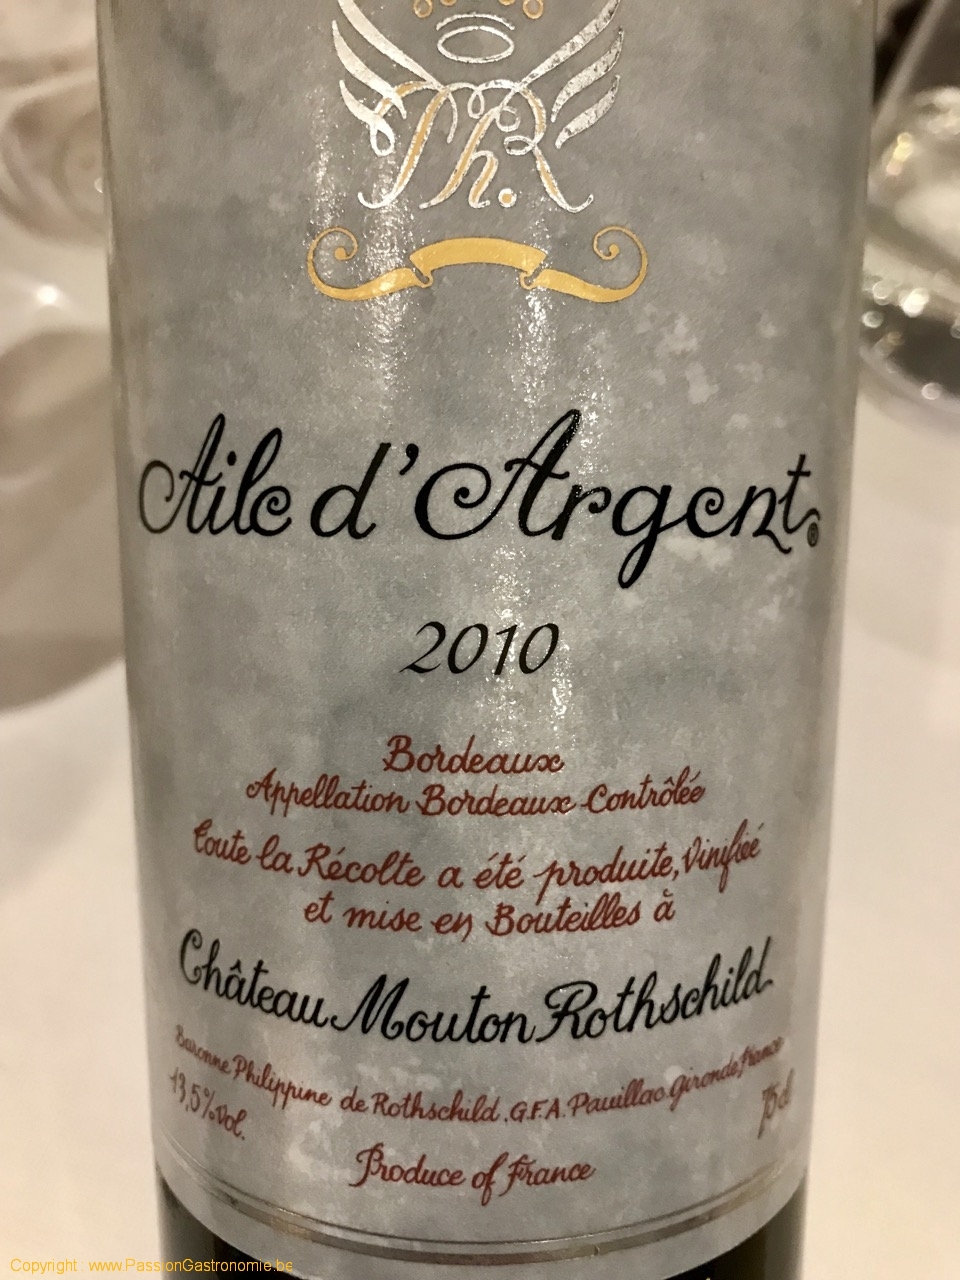 Ph.R
Aile d'Argent®
2010
Bordeaux
Appellation Bordeaux Contrôlée
Toute la Récolte a été produite, Vinifiée
et mise en Bouteilles à
Château Mouton Rothschild
Baronne Philippine de Rothschild, G.F.A. Pauillac Gironde France
13,5%Vol.
75cl
Produce of France
Copyright www.PassionGastronomie.be